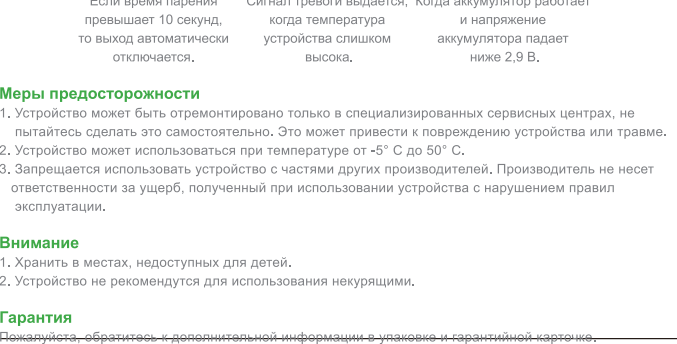 Если время парения Сигнал тревоги выдается, Когда аккумулятор работает
превышает 10 секунд, когда температура и напряжение
то выход автоматически устройства слишком аккумулятора падает
отключается. высока. ниже 2,9 В.
Меры предосторожности
1. Устройство может быть отремонтировано только в специализированных сервисных центрах, не
пытайтесь сделать это самостоятельно. Это может привести к повреждению устройства или травме.
2. Устройство может использоваться при температуре от -5° C до 50° C.
3. Запрещается использовать устройство с частями других производителей. Производитель не несет
ответственности за ущерб, полученный при использовании устройства с нарушением правил
эксплуатации.
Внимание
1. Хранить в местах, недоступных для детей.
2. Устройство не рекомендутся для использования некурящими.
Гарантия
Пожалуйста, обратитесь к дополнительной информации в упаковке и гарантийной карточке.